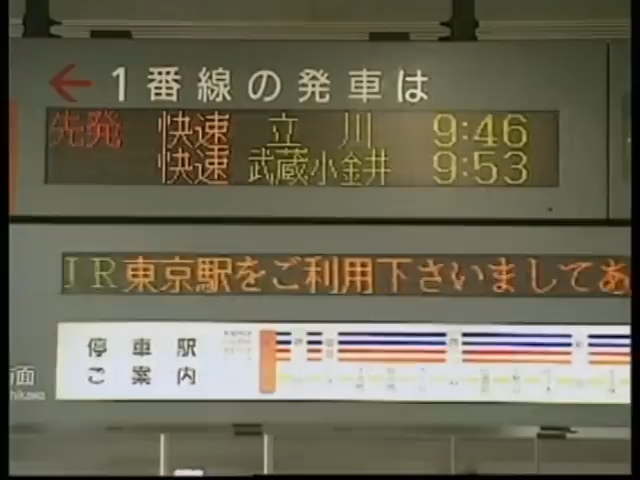 ← 1番線の発車は
先発 快速 立川 9:46
快速 武蔵小金井 9:53
JR東京駅をご利用下さいましてあ
停車駅
ご案内
面